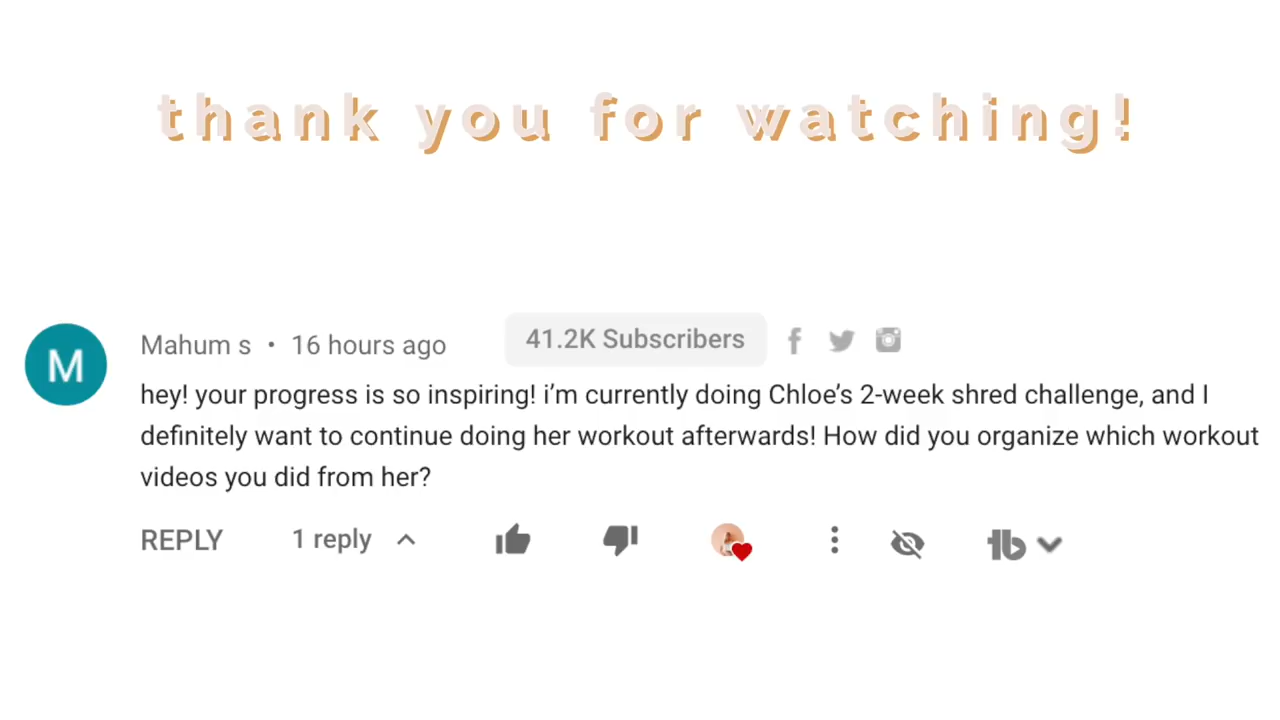 thank you for watching!
M
Mahum s • 16 hours ago 41.2K Subscribers
hey! your progress is so inspiring! i’m currently doing Chloe’s 2-week shred challenge, and I
definitely want to continue doing her workout afterwards! How did you organize which workout
videos you did from her?
REPLY 1 reply